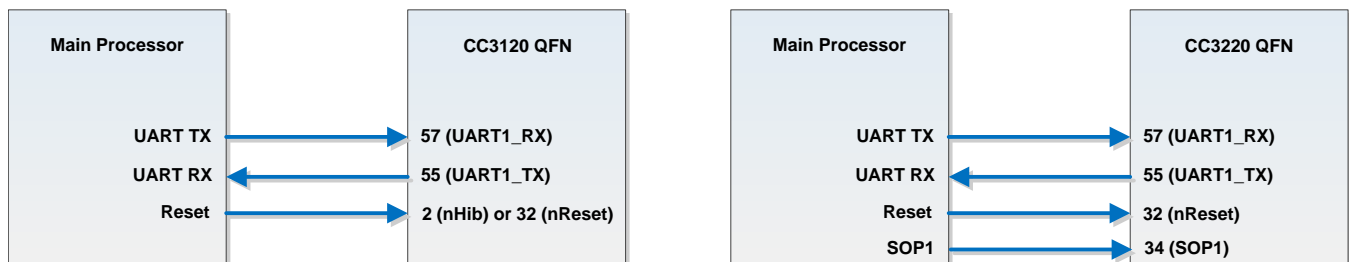 Main Processor
CC3120 QFN
UART TX
57 (UART1_RX)
UART RX
55 (UART1_TX)
Reset
2 (nHib) or 32 (nReset)
Main Processor
CC3220 QFN
UART TX
57 (UART1_RX)
UART RX
55 (UART1_TX)
Reset
32 (nReset)
SOP1
34 (SOP1)